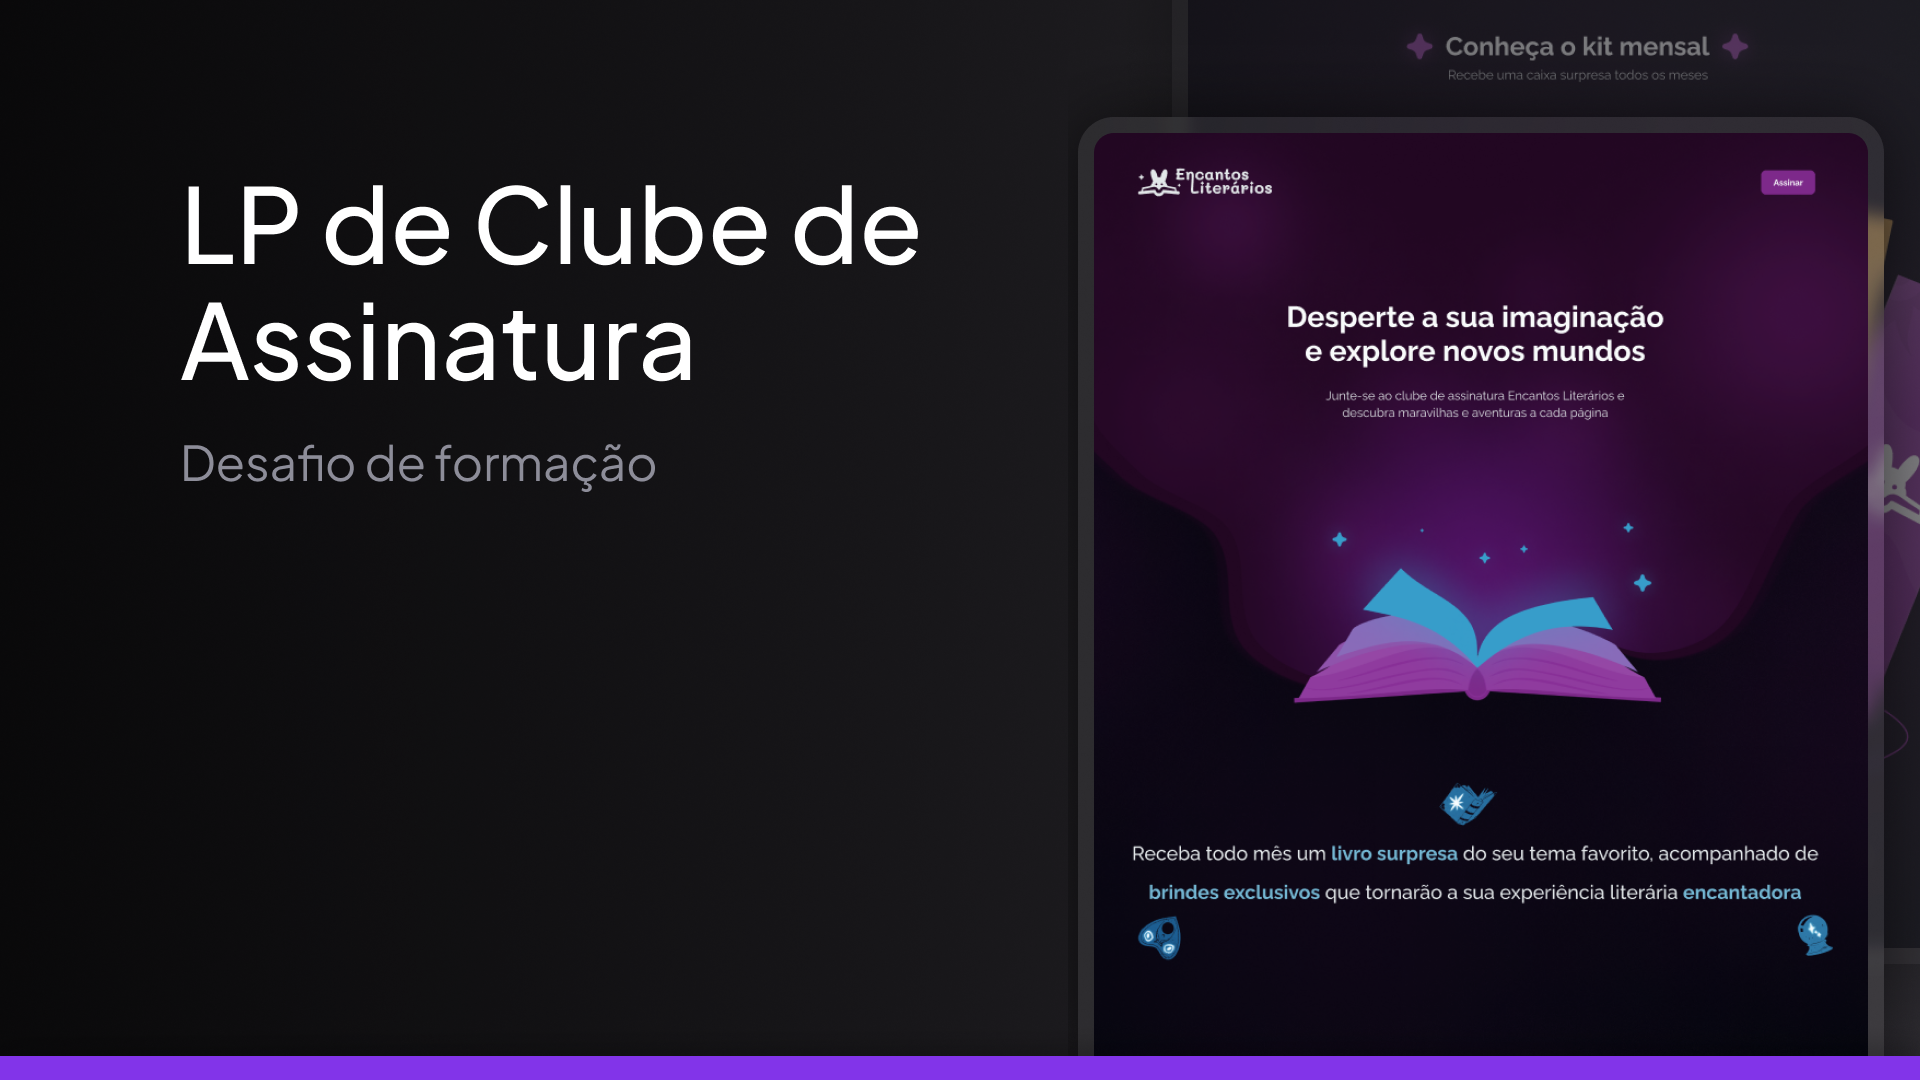 LP de Clube de
Assinatura
Desafio de formação
Conheça o kit mensal
Recebe uma caixa surpresa todos os meses
Encantos
Literários
Assinar
Desperte a sua imaginação
e explore novos mundos
Junte-se ao clube de assinatura Encantos Literários e
descubra maravilhas e aventuras a cada página
Receba todo mês um livro surpresa do seu tema favorito, acompanhado de
brindes exclusivos que tornarão a sua experiência literária encantadora